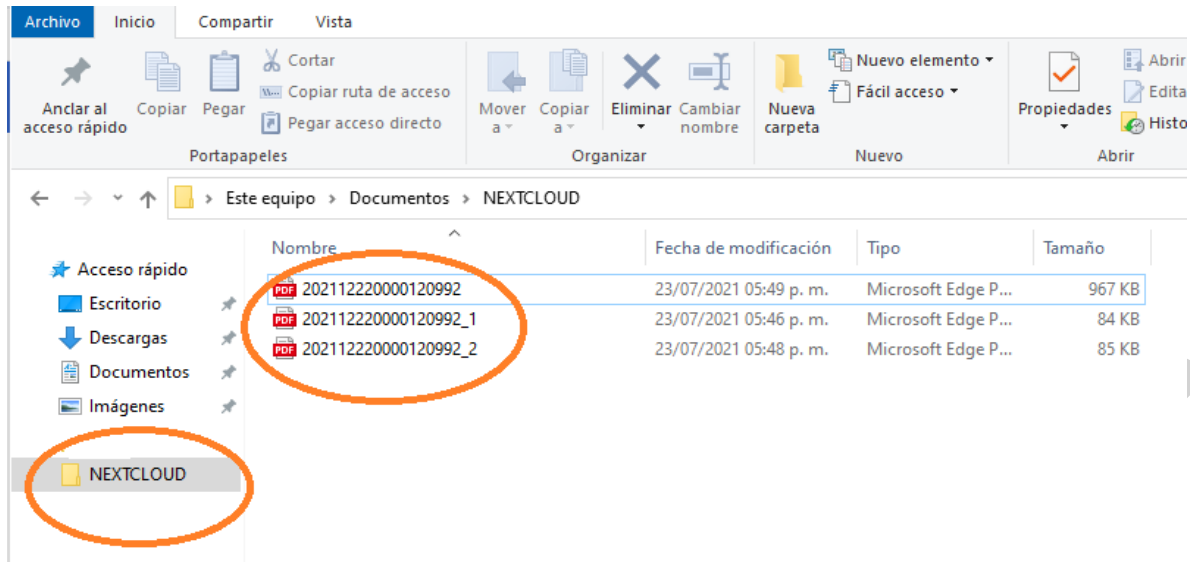 Archivo Inicio Compartir Vista
Anclar al acceso rápido
Copiar
Pegar
Cortar
Copiar ruta de acceso
Pegar acceso directo
Portapapeles
Mover a
Copiar a
Eliminar
Cambiar nombre
Organizar
Nueva carpeta
Nuevo elemento
Fácil acceso
Nuevo
Propiedades
Abrir
Edita
Histo
Abrir
Este equipo > Documentos > NEXTCLOUD
Nombre Fecha de modificación Tipo Tamaño
Acceso rápido
Escritorio
Descargas
Documentos
Imágenes
NEXTCLOUD
PDF 202112220000120992 23/07/2021 05:49 p. m. Microsoft Edge P... 967 KB
PDF 202112220000120992_1 23/07/2021 05:46 p. m. Microsoft Edge P... 84 KB
PDF 202112220000120992_2 23/07/2021 05:48 p. m. Microsoft Edge P... 85 KB